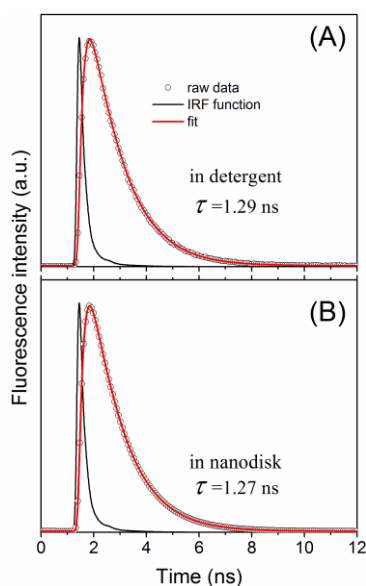 (A)
raw data
IRF function
fit
in detergent
τ =1.29 ns
(B)
in nanodisk
τ =1.27 ns
Fluorescence intensity (a.u.)
0 2 4 6 8 10 12
Time (ns)